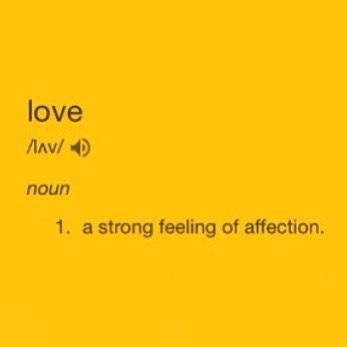 love
/lʌv/
noun
1. a strong feeling of affection.